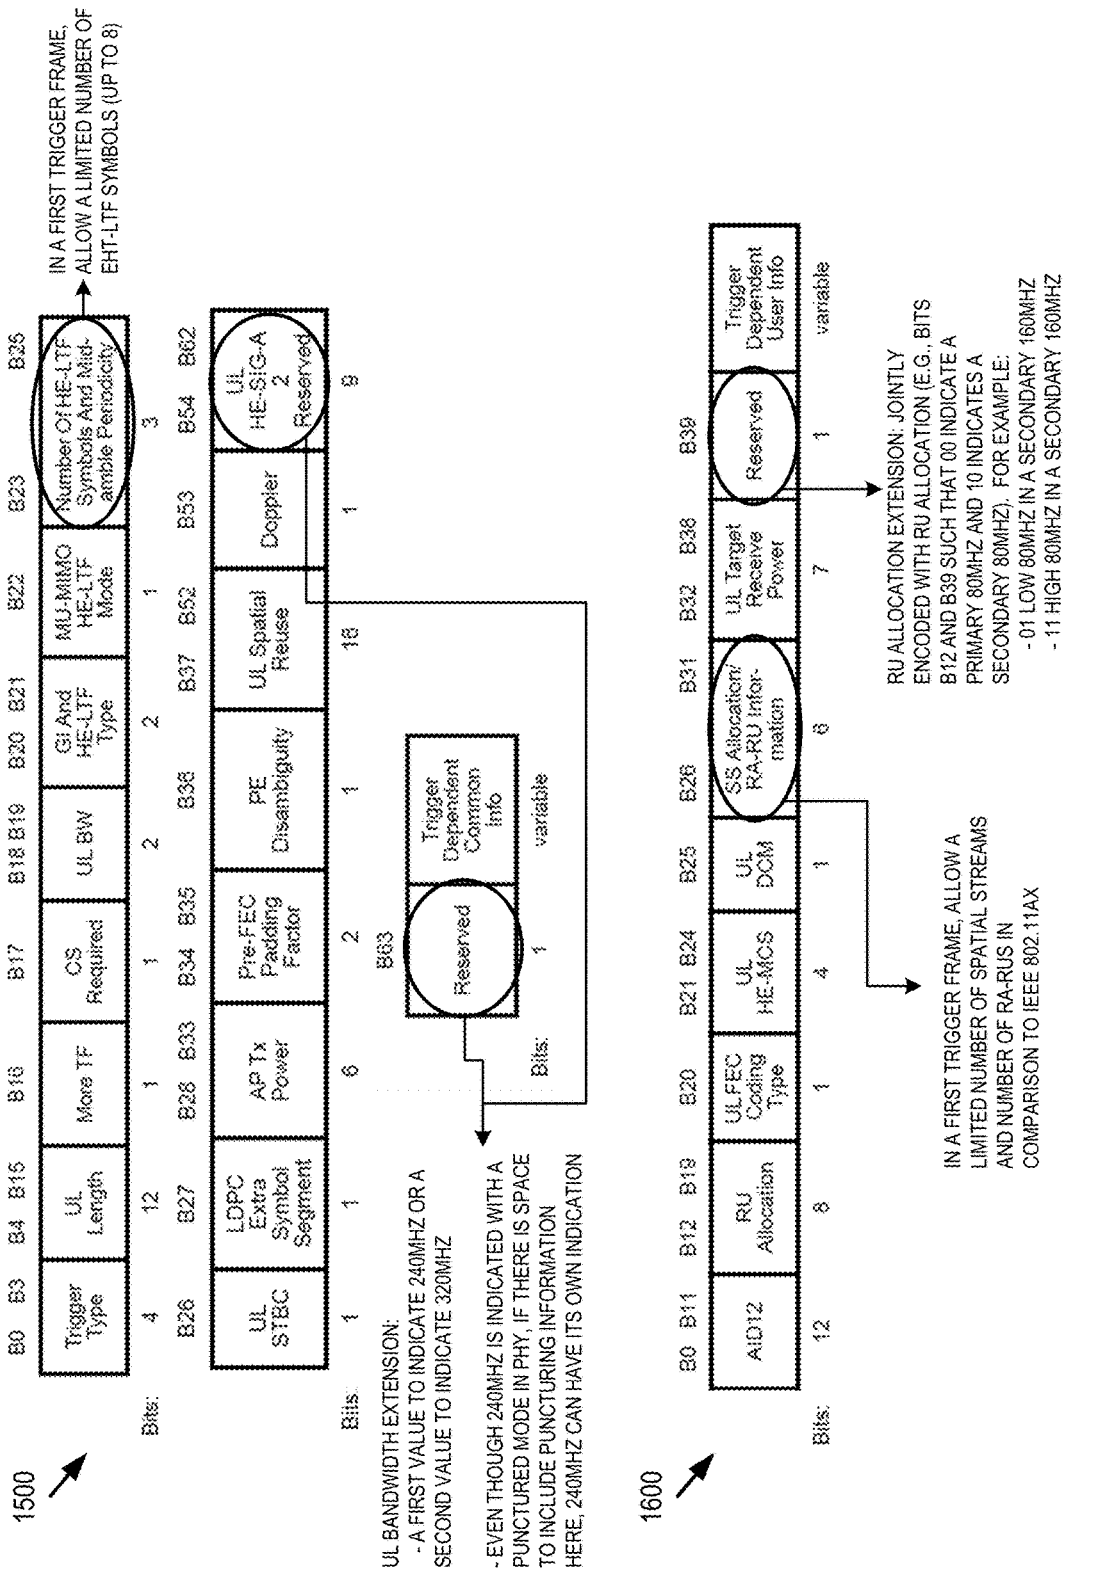 1500
B0 B3 B4 B15 B16 B17 B18 B19 B20 B21 B22 B23 B25
Trigger Type
UL Length
More TF
CS Required
UL BW
GI And HE-LTF Type
MU-MIMO HE-LTF Mode
Number Of HE-LTF Symbols And Mid-amble Periodicity
Bits: 4 12 1 1 2 2 1 3
IN A FIRST TRIGGER FRAME,
ALLOW A LIMITED NUMBER OF
EHT-LTF SYMBOLS (UP TO 8)
B26 B27 B28 B33 B34 B35 B36 B37 B52 B53 B54 B62
UL STBC
LDPC Extra Symbol Segment
AP Tx Power
Pre-FEC Padding Factor
PE Disambiguity
UL Spatial Reuse
Doppler
UL HE-SIG-A 2 Reserved
Bits: 1 1 6 2 1 16 1 9
B63
Reserved
Trigger Dependent Common Info
Bits: 1 variable
UL BANDWIDTH EXTENSION:
- A FIRST VALUE TO INDICATE 240MHZ OR A
SECOND VALUE TO INDICATE 320MHZ
- EVEN THOUGH 240MHZ IS INDICATED WITH A
PUNCTURED MODE IN PHY, IF THERE IS SPACE
TO INCLUDE PUNCTURING INFORMATION
HERE, 240MHZ CAN HAVE ITS OWN INDICATION
1600
B0 B11 B12 B19 B20 B21 B24 B25 B26 B31 B32 B38 B39
AID12
RU Allocation
ULFEC Coding Type
UL HE-MCS
UL DCM
SS Allocation/ RA-RU Infor-mation
UL Target Receive Power
Reserved
Trigger Dependent User Info
Bits: 12 8 1 4 1 6 7 1 variable
RU ALLOCATION EXTENSION: JOINTLY
ENCODED WITH RU ALLOCATION (E.G., BITS
B12 AND B39 SUCH THAT 00 INDICATE A
PRIMARY 80MHZ AND 10 INDICATES A
SECONDARY 80MHZ). FOR EXAMPLE:
- 01 LOW 80MHZ IN A SECONDARY 160MHZ
- 11 HIGH 80MHZ IN A SECONDARY 160MHZ
IN A FIRST TRIGGER FRAME, ALLOW A
LIMITED NUMBER OF SPATIAL STREAMS
AND NUMBER OF RA-RUS IN
COMPARISON TO IEEE 802.11AX